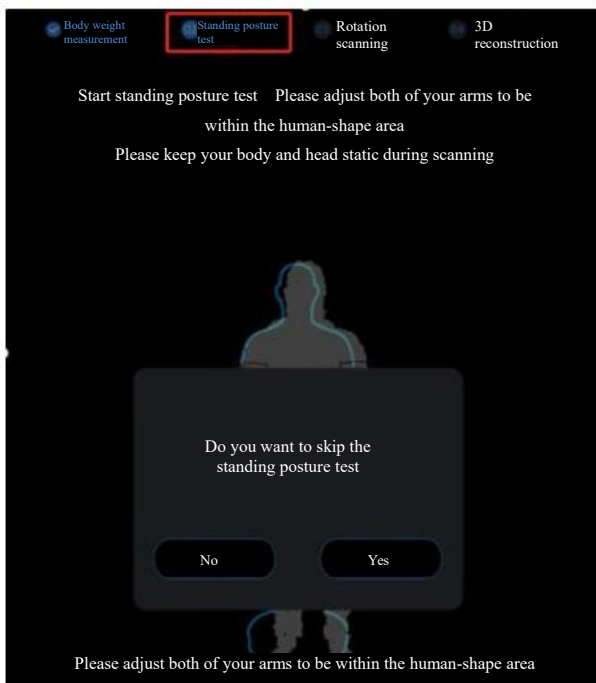 Body weight
measurement
Standing posture
test
Rotation
scanning
3D
reconstruction
Start standing posture test Please adjust both of your arms to be
within the human-shape area
Please keep your body and head static during scanning
Do you want to skip the
standing posture test
No
Yes
Please adjust both of your arms to be within the human-shape area